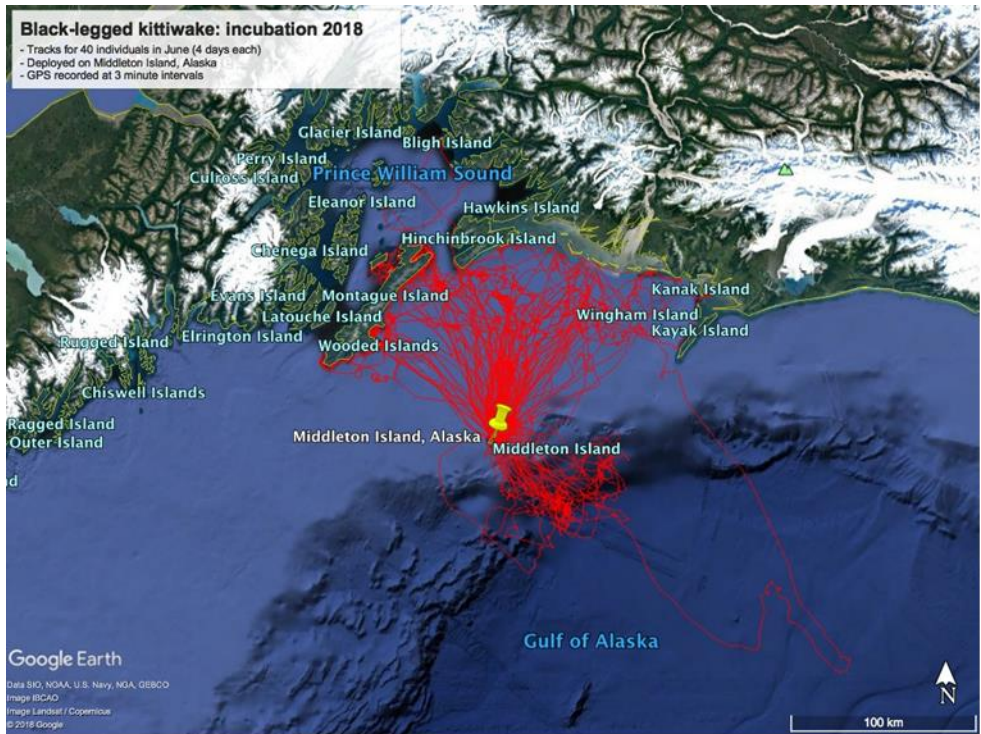 Black-legged kittiwake: incubation 2018
- Tracks for 40 individuals in June (4 days each)
- Deployed on Middleton Island, Alaska
- GPS recorded at 3 minute intervals
Glacier Island
Bligh Island
Perry Island
Culross Island
Prince William Sound
Eleanor Island
Hawkins Island
Hinchinbrook Island
Chenega Island
Evans Island
Montague Island
Kanak Island
Latouche Island
Wingham Island
Elrington Island
Kayak Island
Rugged Island
Wooded Islands
Chiswell Islands
Ragged Island
Outer Island
Middleton Island, Alaska
Middleton Island
nd
Gulf of Alaska
Google Earth
Data SIO, NOAA, U.S. Navy, NGA, GEBCO
Image IBCAO
Image Landsat / Copernicus
© 2018 Google
N
100 km